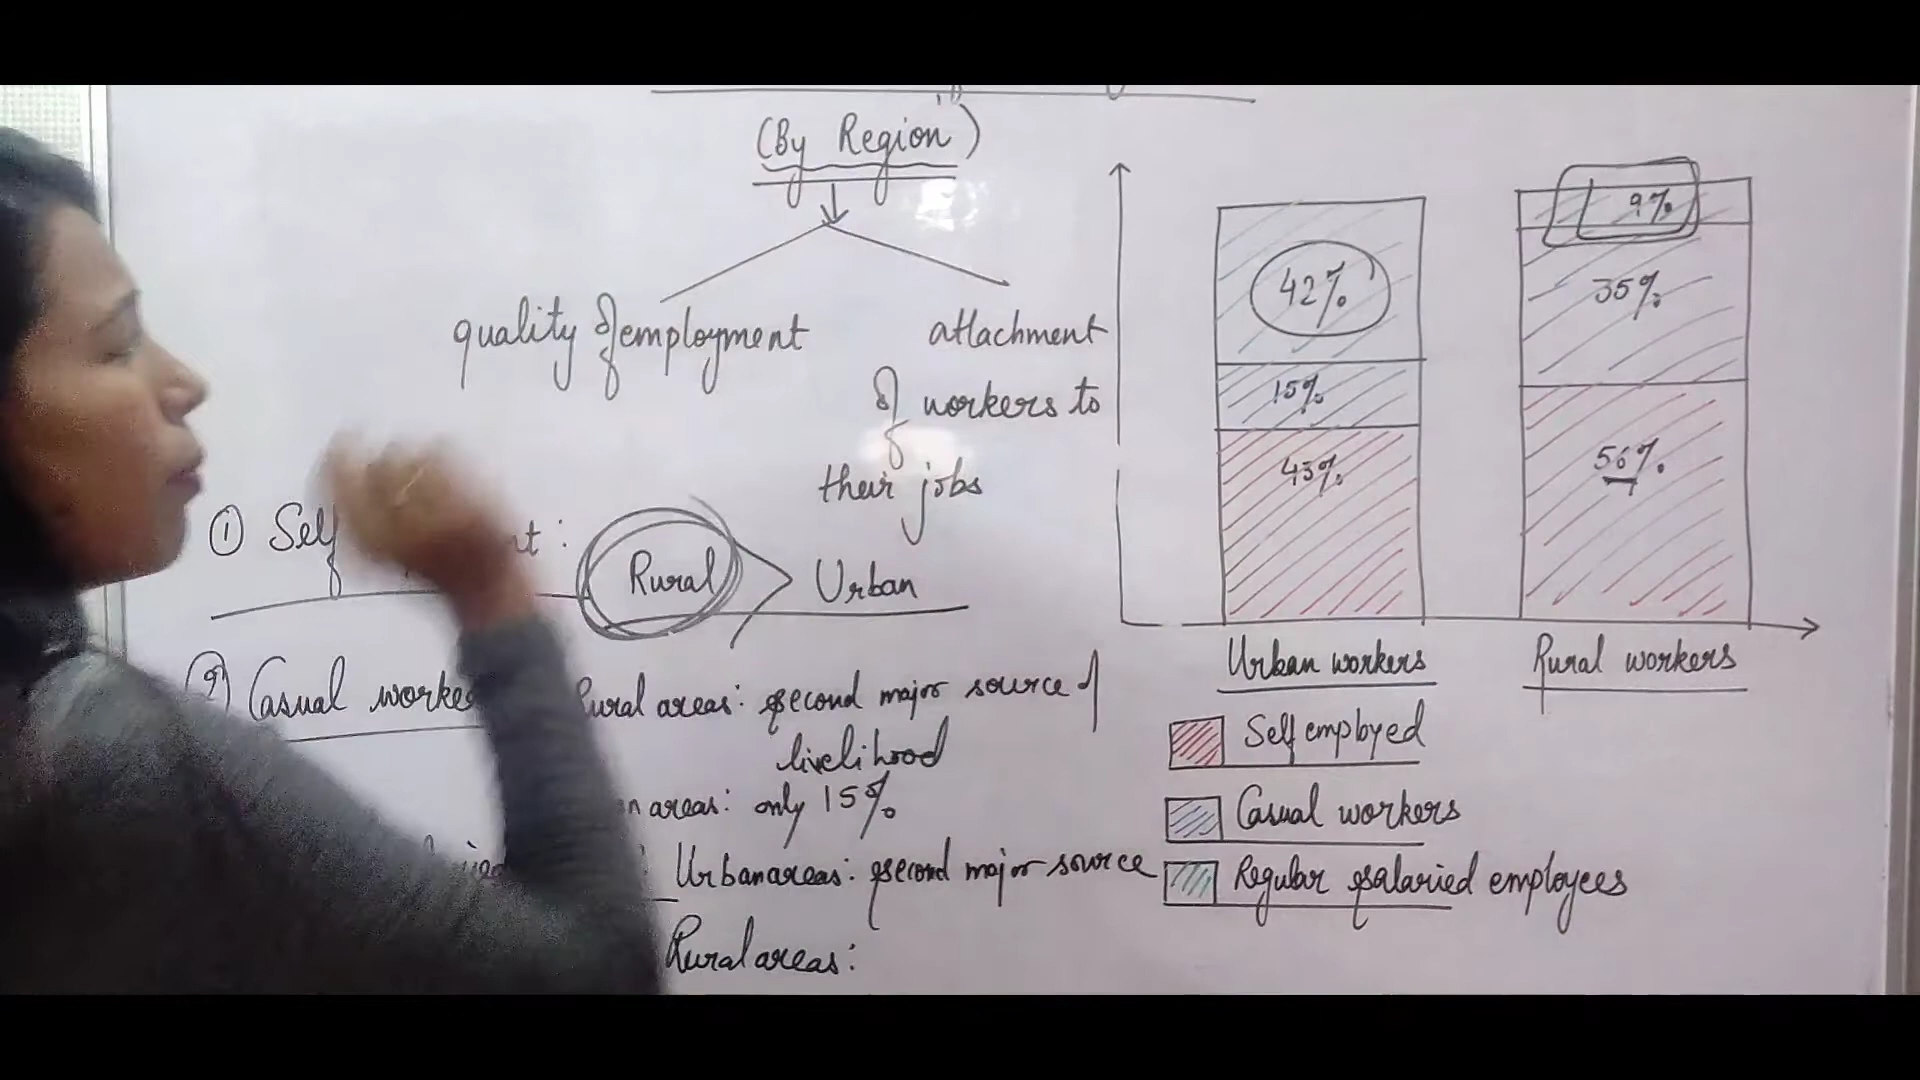 (By Region)
quality of employment
attachment
of workers to
their jobs
① Self
Rural > Urban
② Casual
Rural areas: second major source of
livelihood
areas: only 15%
Urban areas: second major source
Rural areas:
42%
15%
43%
9%
35%
56%
Urban workers
Rural workers
Self employed
Casual workers
Regular salaried employees